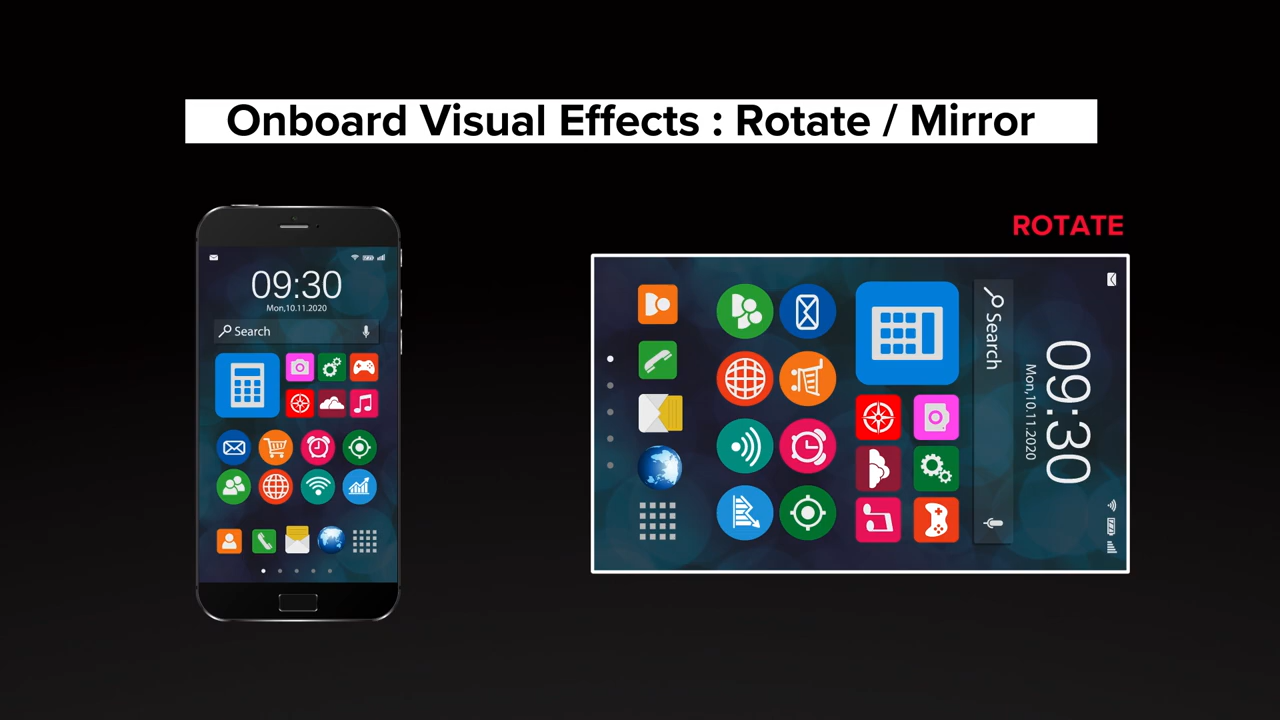 Onboard Visual Effects : Rotate / Mirror
09:30
Mon,10.11.2020
Search
ROTATE
09:30
Mon,10.11.2020
Search